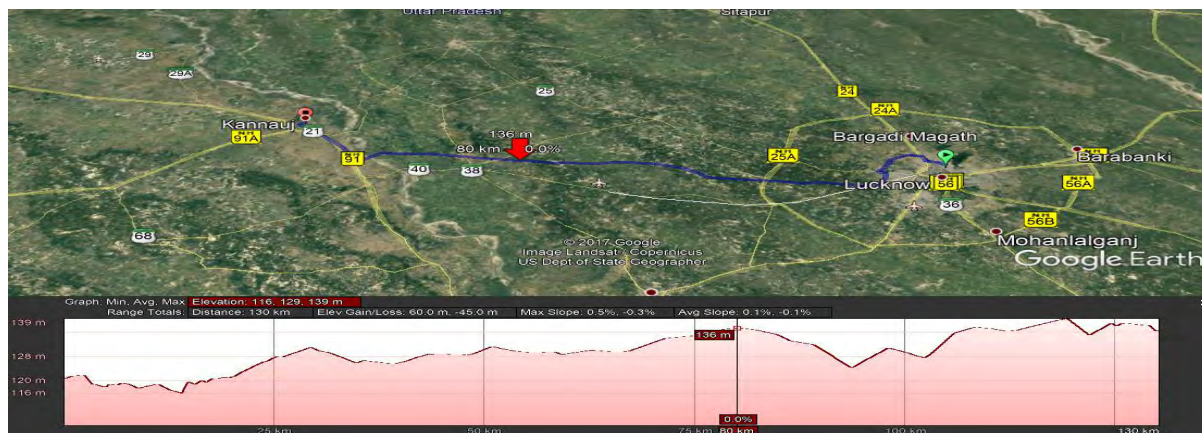 Uttar Pradesh
Sitapur
29
29A
25
24
24A
Kannauj
21
91A
91
136 m
80 km 0.0%
40
38
25A
Bargadi Magath
Barabanki
Lucknow
56
56A
36
NH
56B
68
Mohanlalganj
© 2017 Google
Image Landsat / Copernicus
US Dept of State Geographer
Google Earth
Graph: Min, Avg, Max Elevation: 116, 129, 139 m
Range Totals: Distance: 130 km Elev Gain/Loss: 60.0 m, -45.0 m Max Slope: 0.5%, -0.3% Avg Slope: 0.1%, -0.1%
139 m
136 m
128 m
120 m
116 m
0.0%
25 km 50 km 75 km 80 km 100 km 130 km